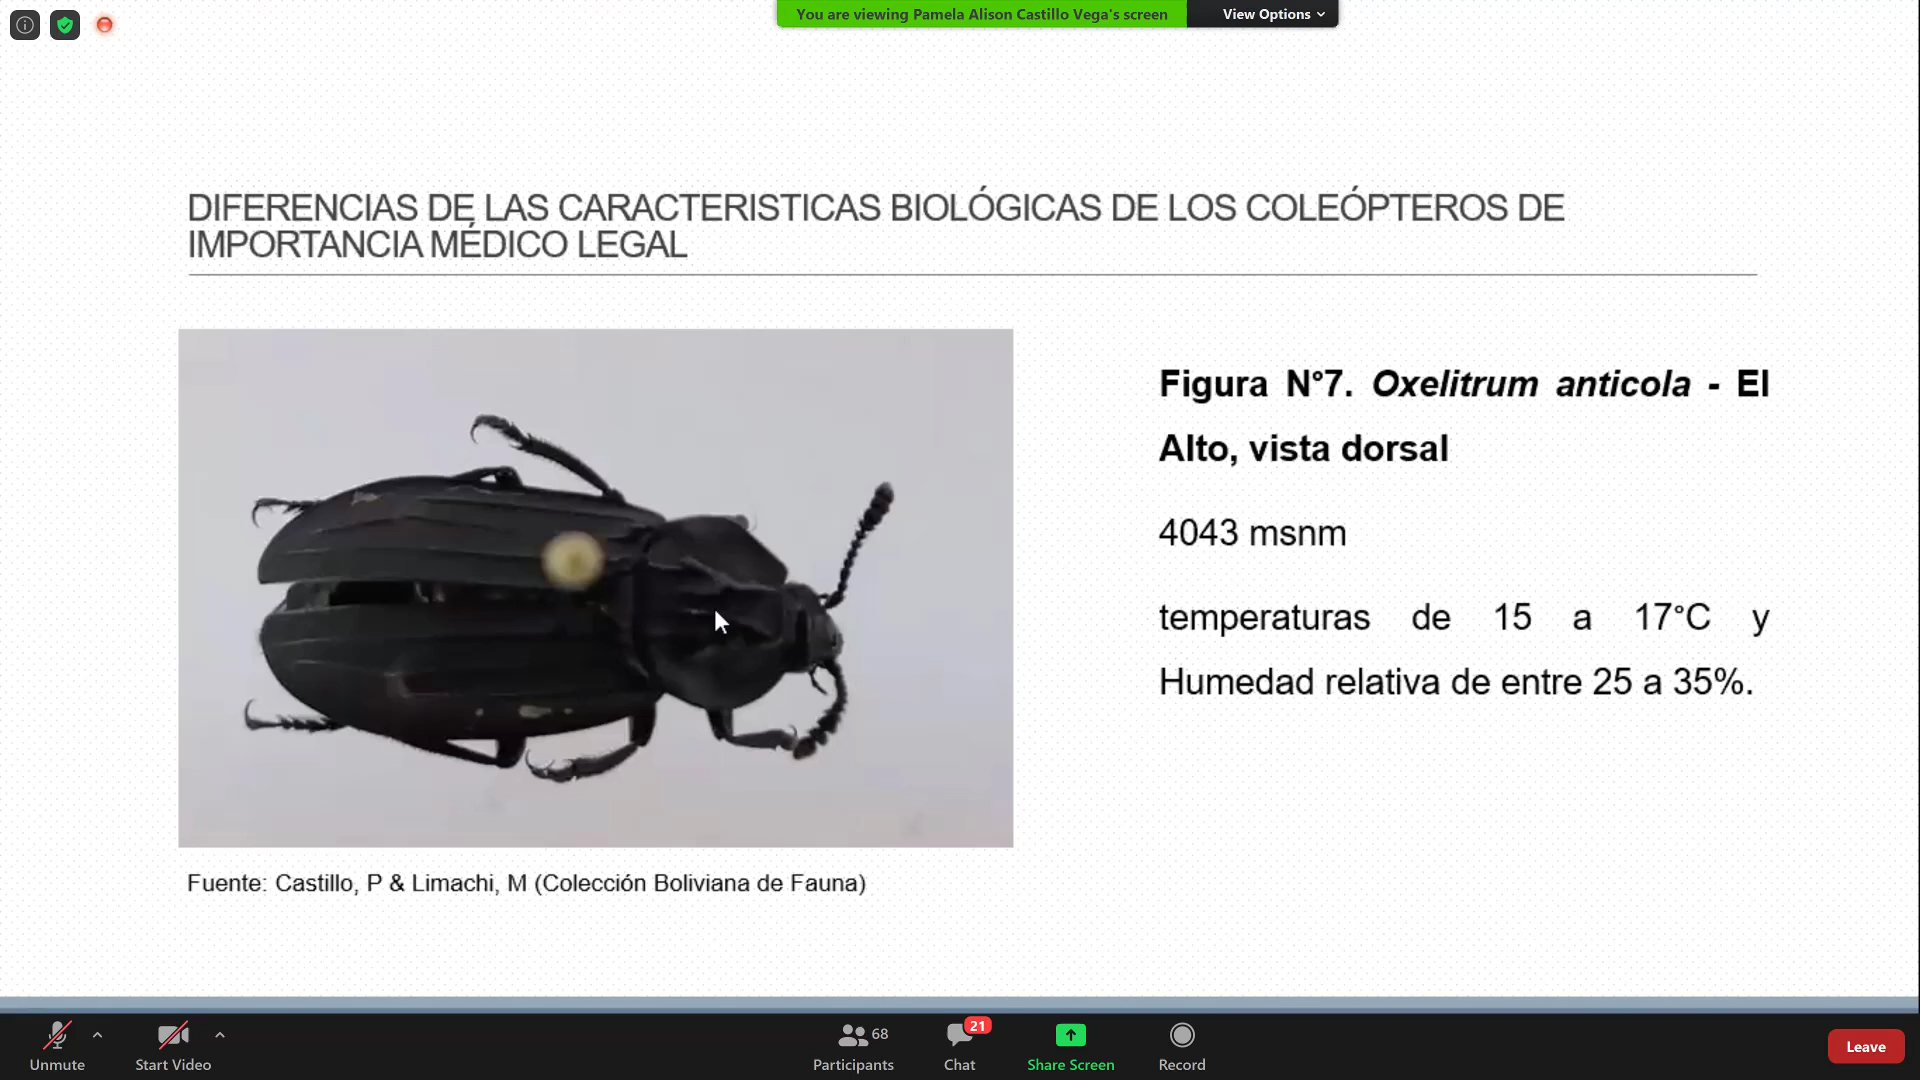 You are viewing Pamela Alison Castillo Vega's screen
View Options
DIFERENCIAS DE LAS CARACTERISTICAS BIOLÓGICAS DE LOS COLEÓPTEROS DE
IMPORTANCIA MÉDICO LEGAL
Figura N°7. Oxelitrum anticola - El
Alto, vista dorsal
4043 msnm
temperaturas de 15 a 17°C y
Humedad relativa de entre 25 a 35%.
Fuente: Castillo, P & Limachi, M (Colección Boliviana de Fauna)
Unmute
Start Video
68
Participants
21
Chat
Share Screen
Record
Leave